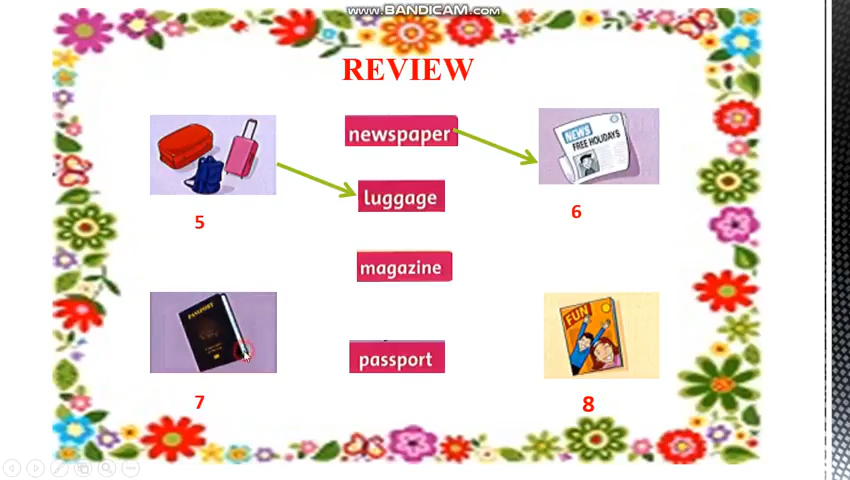 www.BANDICAM.com
REVIEW
newspaper
NEWS
FREE HOLIDAYS
luggage
5
6
magazine
PASSPORT
FUN
passport
7
8